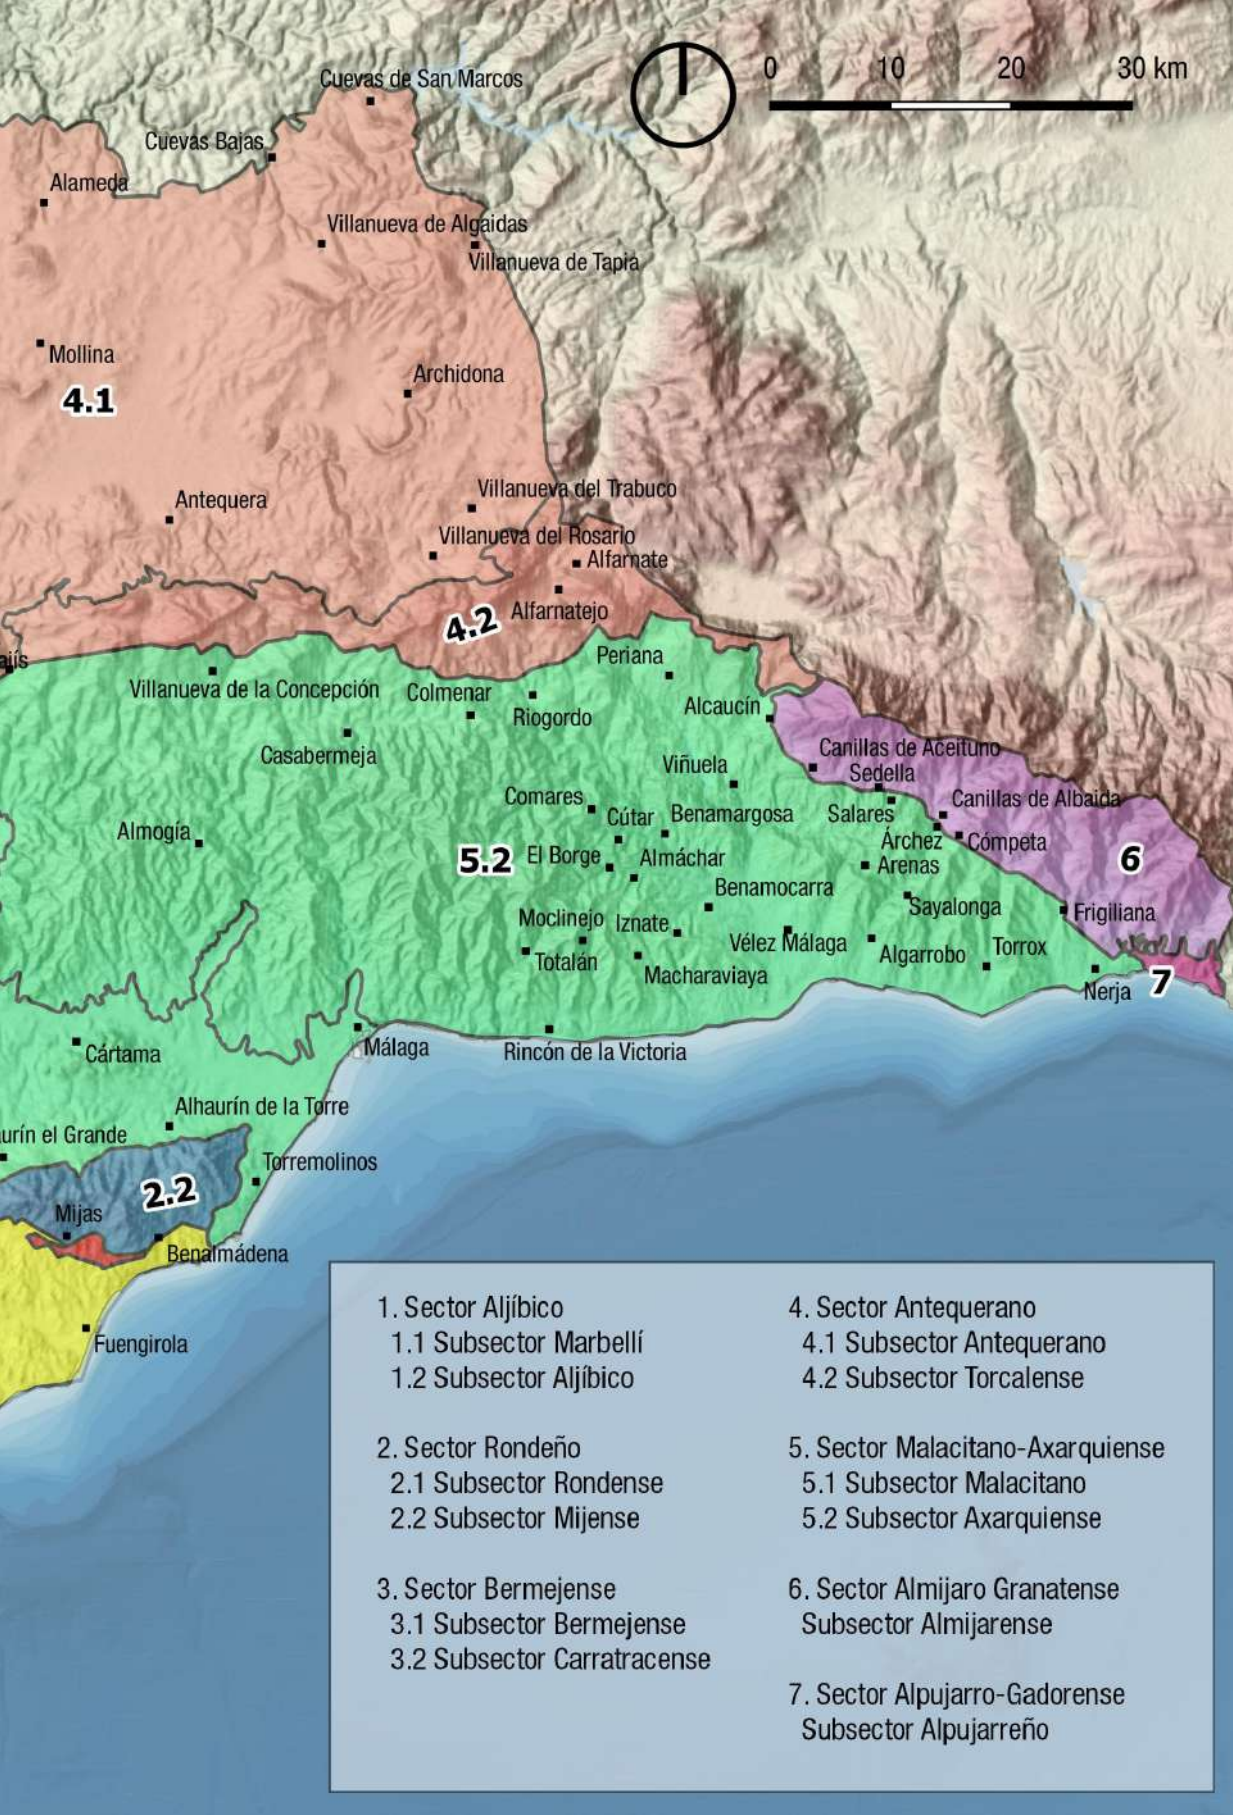 0 10 20 30 km
Cuevas de San Marcos
Cuevas Bajas
Alameda
Villanueva de Algaidas
Villanueva de Tapia
Mollina
Archidona
4.1
Villanueva del Trabuco
Antequera
Villanueva del Rosario
Alfarnate
Alfarnatejo
4.2
Periana
ajís
Villanueva de la Concepción
Colmenar
Riogordo
Alcaucín
Casabermeja
Canillas de Aceituno
Viñuela
Sedella
Comares
Canillas de Albaida
Cútar
Benamargosa
Salares
Almogía
Árchez
Cómpeta
5.2
El Borge
Almáchar
Arenas
6
Benamocarra
Sayalonga
Frigiliana
Moclinejo
Iznate
Vélez Málaga
Algarrobo
Torrox
Totalán
Macharaviaya
7
Nerja
Málaga
Rincón de la Victoria
Cártama
Alhaurín de la Torre
urín el Grande
Torremolinos
2.2
Mijas
Benalmádena
Fuengirola
1. Sector Aljíbico
1.1 Subsector Marbellí
1.2 Subsector Aljíbico
2. Sector Rondeño
2.1 Subsector Rondense
2.2 Subsector Mijense
3. Sector Bermejense
3.1 Subsector Bermejense
3.2 Subsector Carratracense
4. Sector Antequerano
4.1 Subsector Antequerano
4.2 Subsector Torcalense
5. Sector Malacitano-Axarquiense
5.1 Subsector Malacitano
5.2 Subsector Axarquiense
6. Sector Almijaro Granatense
Subsector Almijarense
7. Sector Alpujarro-Gadorense
Subsector Alpujarreño